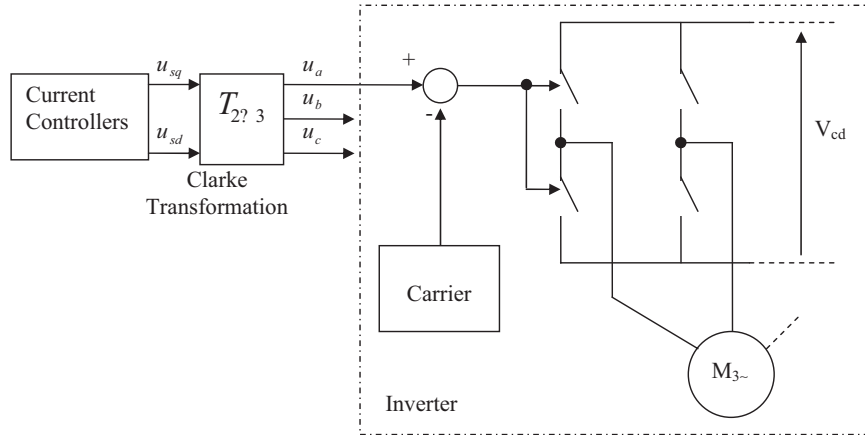 Current
Controllers
u_sq
u_sd
T_2? 3
Clarke
Transformation
u_a
u_b
u_c
+
-
Carrier
Inverter
V_cd
M_3~